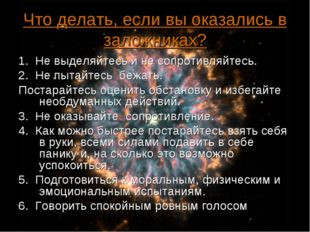 Что делать, если вы оказались в
заложниках?
1. Не выделяйтесь и не сопротивляйтесь.
2. Не пытайтесь бежать.
Постарайтесь оценить обстановку и избегайте
необдуманных действий.
3. Не оказывайте сопротивление.
4. Как можно быстрее постарайтесь взять себя
в руки, всеми силами подавить в себе
панику и, на сколько это возможно
успокоиться.
5. Подготовиться к моральным, физическим и
эмоциональным испытаниям.
6. Говорить спокойным ровным голосом